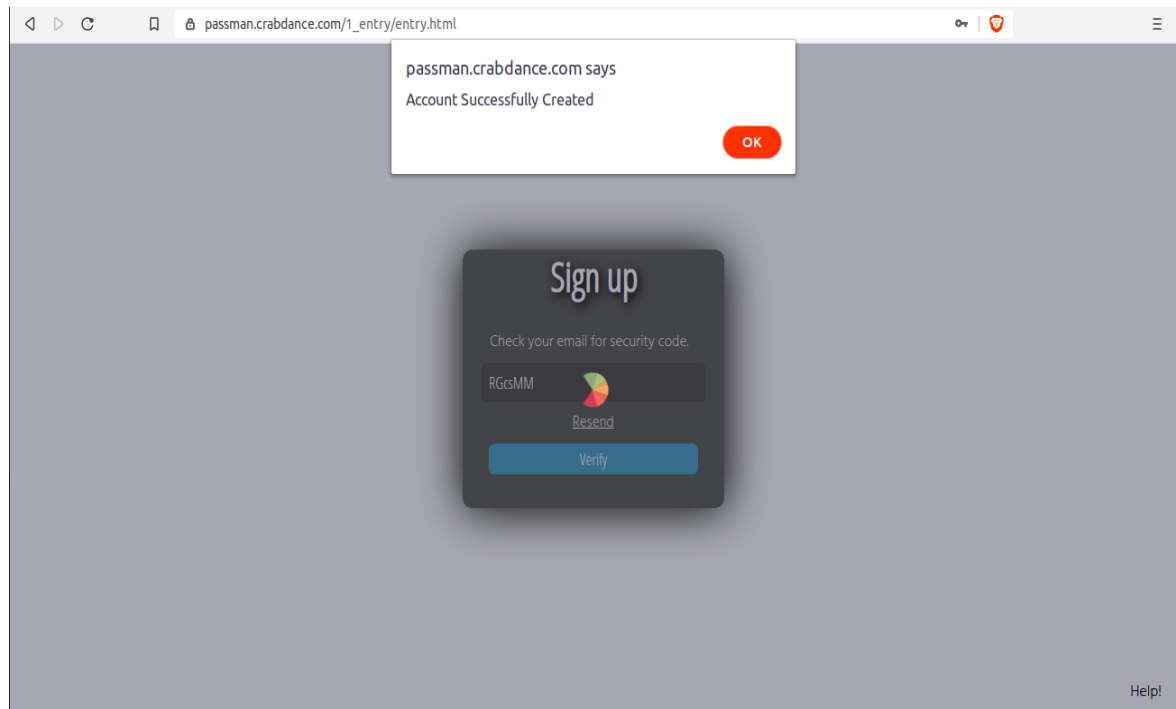 passman.crabdance.com/1_entry/entry.html
passman.crabdance.com says
Account Successfully Created
OK
Sign up
Check your email for security code.
RGcsMM
Resend
Verify
Help!